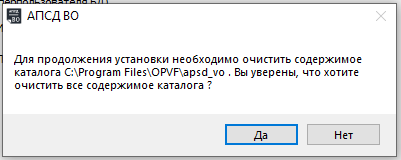 АПСД ВО
Для продолжения установки необходимо очистить содержимое
каталога C:\Program Files\OPVF\apsd_vo . Вы уверены, что хотите
очистить все содержимое каталога ?
Да
Нет